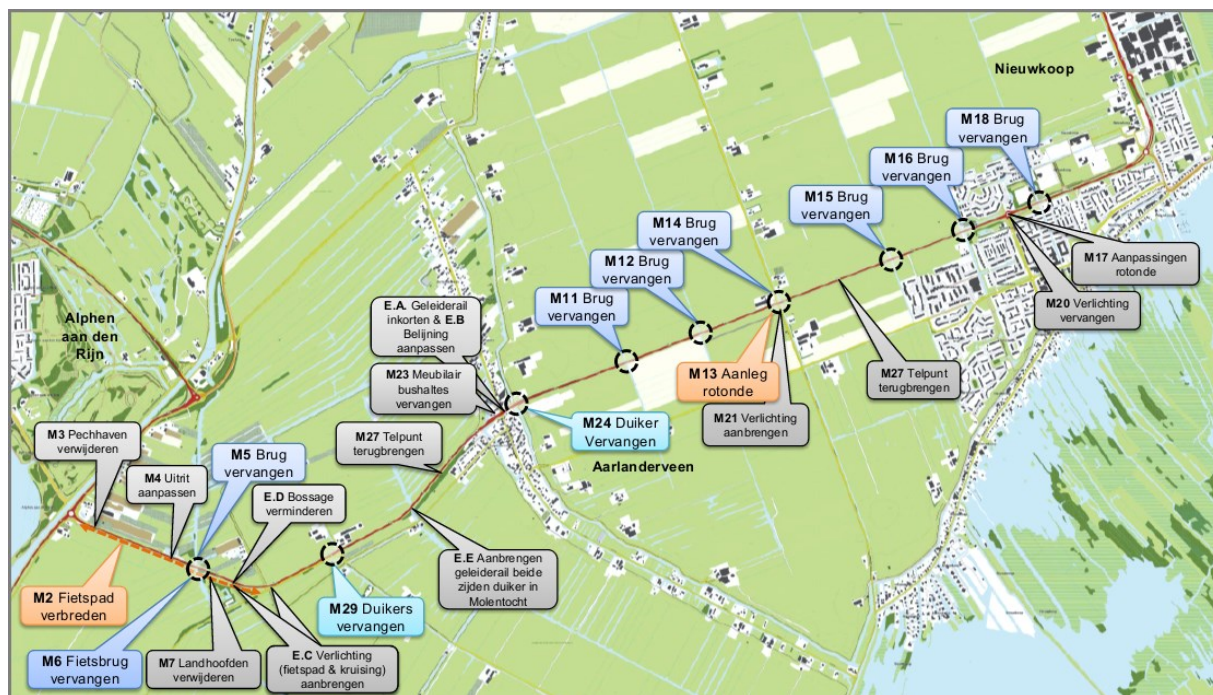 Nieuwkoop
M18 Brug
vervangen
M16 Brug
vervangen
M15 Brug
vervangen
M14 Brug
vervangen
M12 Brug
vervangen
M11 Brug
vervangen
M17 Aanpassingen
rotonde
M20 Verlichting
vervangen
E.A. Geleiderail
inkorten & E.B
Belijning
aanpassen
Alphen
aan den
Rijn
M23 Meubilair
bushaltes
vervangen
M13 Aanleg
rotonde
M27 Telpunt
terugbrengen
M21 Verlichting
aanbrengen
M24 Duiker
Vervangen
Aarlanderveen
M27 Telpunt
terugbrengen
M3 Pechhaven
verwijderen
M5 Brug
vervangen
M4 Uitrit
aanpassen
E.D Bossage
verminderen
E.E Aanbrengen
geleiderail beide
zijden duiker in
Molentocht
M2 Fietspad
verbreden
M29 Duikers
vervangen
M6 Fietsbrug
vervangen
M7 Landhoofden
verwijderen
E.C Verlichting
(fietspad & kruising)
aanbrengen